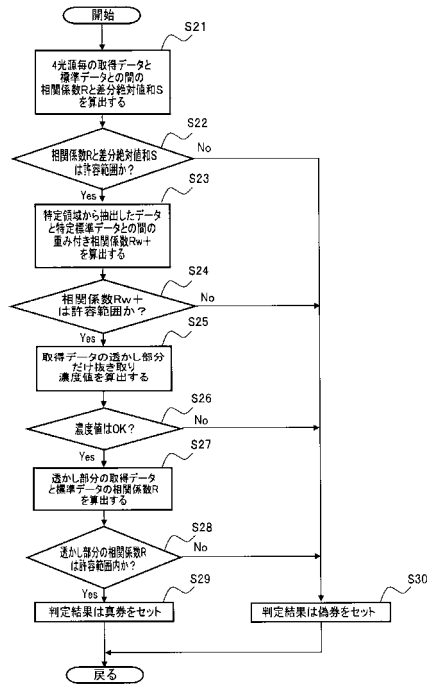 開始
S21
4光源毎の取得データと
標準データとの間の
相関係数Rと差分絶対値和S
を算出する
S22
相関係数Rと差分絶対値和S
は許容範囲か?
No
Yes
S23
特定領域から抽出したデータ
と特定標準データとの間の
重み付き相関係数Rw+
を算出する
S24
相関係数Rw+
は許容範囲か?
No
Yes
S25
取得データの透かし部分
だけ抜き取り
濃度値を算出する
S26
濃度値はOK?
No
Yes
S27
透かし部分の取得データ
と標準データの相関係数R
を算出する
S28
透かし部分の相関係数R
は許容範囲内か?
No
Yes
S29
判定結果は真券をセット
S30
判定結果は偽券をセット
戻る